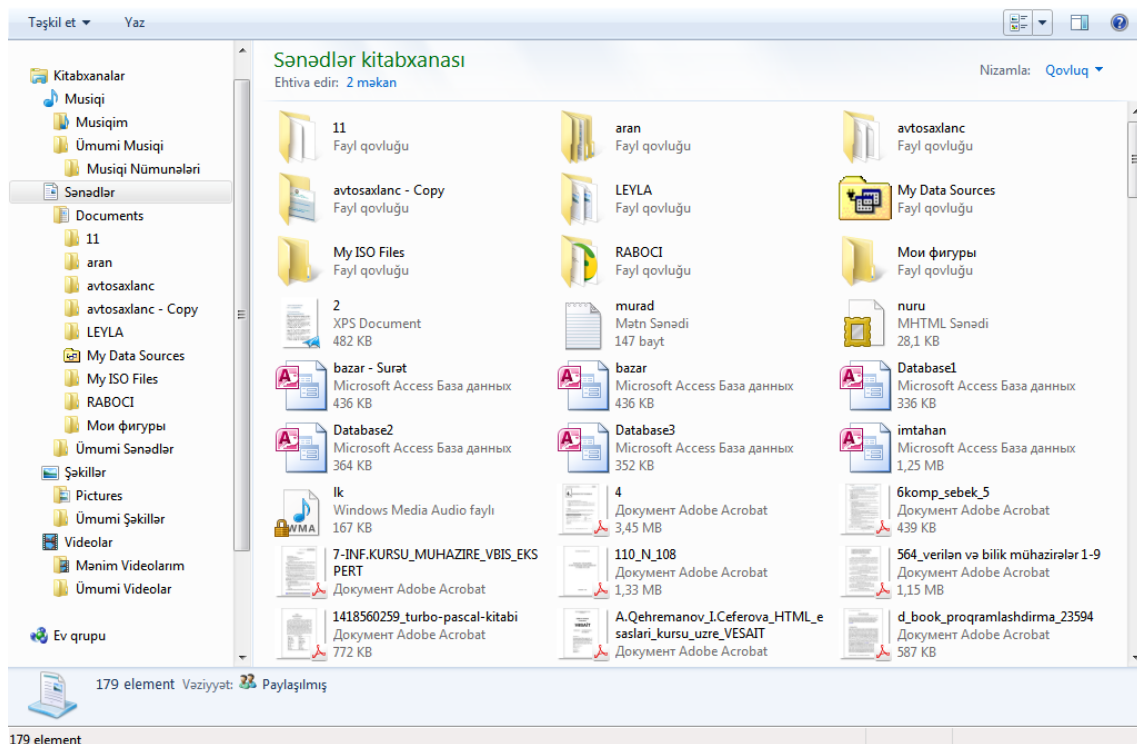 Təşkil et Yaz
Kitabxanalar
Musiqi
Musiqim
Ümumi Musiqi
Musiqi Nümunələri
Sənədlər
Documents
11
aran
avtosaxlanc
avtosaxlanc - Copy
LEYLA
My Data Sources
My ISO Files
RABOCI
Мои фигуры
Ümumi Sənədlər
Şəkillər
Pictures
Ümumi Şəkillər
Videolar
Mənim Videolarım
Ümumi Videolar
Ev qrupu
Sənədlər kitabxanası
Ehtiva edir: 2 məkan
Nizamla: Qovluq
11
Fayl qovluğu
aran
Fayl qovluğu
avtosaxlanc
Fayl qovluğu
avtosaxlanc - Copy
Fayl qovluğu
LEYLA
Fayl qovluğu
My Data Sources
Fayl qovluğu
My ISO Files
Fayl qovluğu
RABOCI
Fayl qovluğu
Мои фигуры
Fayl qovluğu
2
XPS Document
482 KB
murad
Mətn Sənədi
147 bayt
nuru
MHTML Sənədi
28,1 KB
bazar - Surət
Microsoft Access База данных
436 KB
bazar
Microsoft Access База данных
436 KB
Database1
Microsoft Access База данных
336 KB
Database2
Microsoft Access База данных
364 KB
Database3
Microsoft Access База данных
352 KB
imtahan
Microsoft Access База данных
1,25 MB
lk
Windows Media Audio faylı
167 KB
WMA
4
Документ Adobe Acrobat
3,45 MB
6komp_sebek_5
Документ Adobe Acrobat
439 KB
7-INF.KURSU_MUHAZIRE_VBIS_EKS
PERT
Документ Adobe Acrobat
110_N_108
Документ Adobe Acrobat
1,33 MB
564_verilən və bilik mühazirələr 1-9
Документ Adobe Acrobat
1,15 MB
1418560259_turbo-pascal-kitabi
Документ Adobe Acrobat
772 KB
A.Qehremanov_I.Ceferova_HTML_e
saslari_kursu_uzre_VESAIT
Документ Adobe Acrobat
d_book_proqramlashdirma_23594
Документ Adobe Acrobat
587 KB
179 element Vəziyyət: Paylaşılmış
179 element